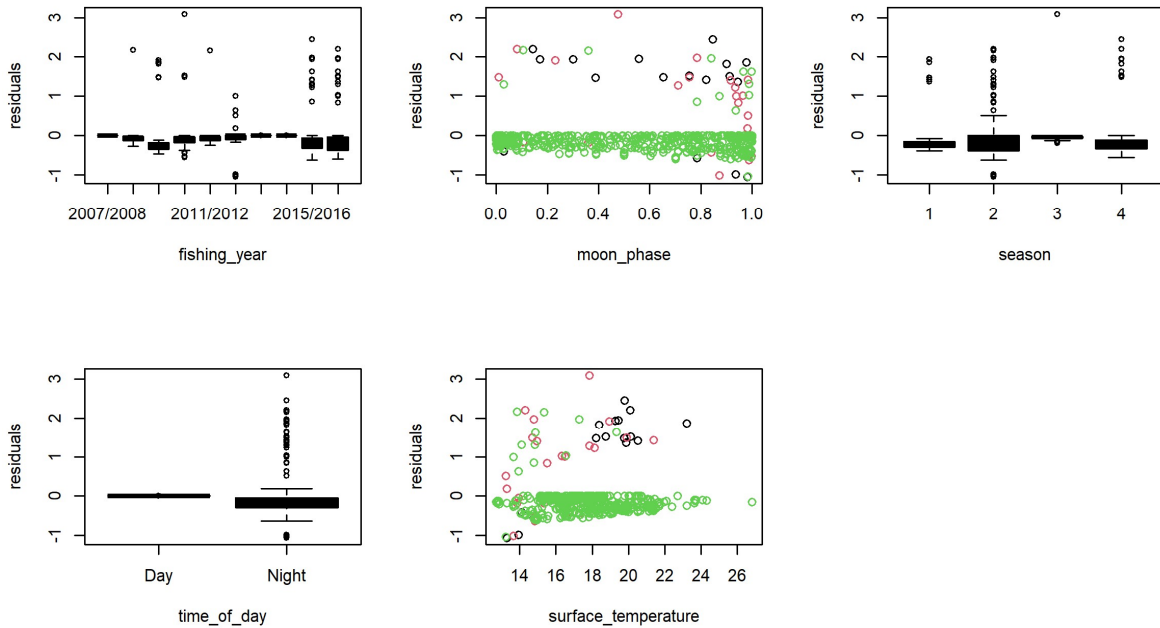 residuals
3
2
1
0
-1
2007/2008 2011/2012 2015/2016
fishing_year
residuals
3
2
1
0
-1
0.0 0.2 0.4 0.6 0.8 1.0
moon_phase
residuals
3
2
1
0
-1
1 2 3 4
season
residuals
3
2
1
0
-1
Day Night
time_of_day
residuals
3
2
1
0
-1
14 16 18 20 22 24 26
surface_temperature